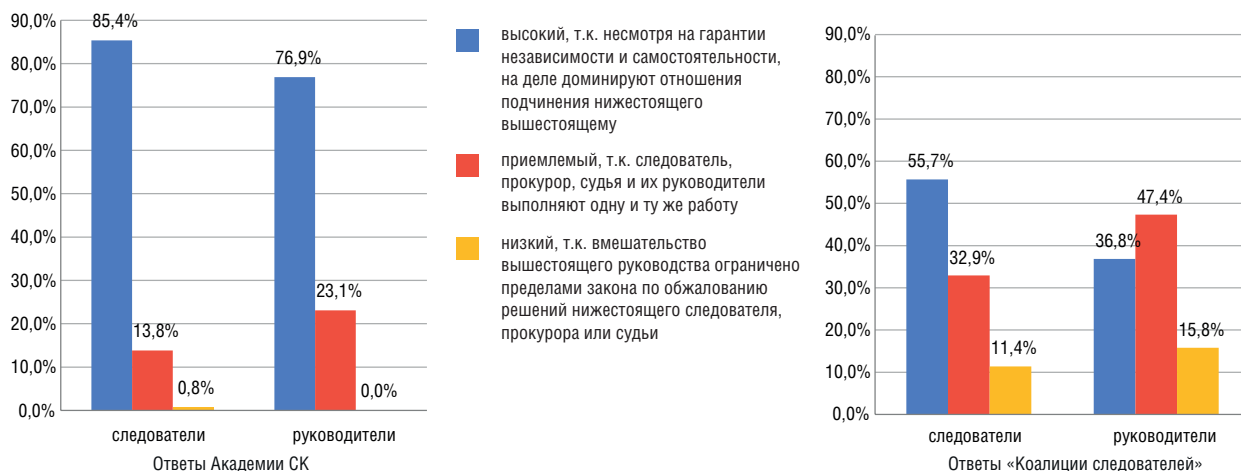 90,0%
80,0%
70,0%
60,0%
50,0%
40,0%
30,0%
20,0%
10,0%
0,0%
85,4%
13,8%
0,8%
76,9%
23,1%
0,0%
следователи
руководители
Ответы Академии СК
высокий, т.к. несмотря на гарантии
независимости и самостоятельности,
на деле доминируют отношения
подчинения нижестоящего
вышестоящему
приемлемый, т.к. следователь,
прокурор, судья и их руководители
выполняют одну и ту же работу
низкий, т.к. вмешательство
вышестоящего руководства ограничено
пределами закона по обжалованию
решений нижестоящего следователя,
прокурора или судьи
90,0%
80,0%
70,0%
60,0%
50,0%
40,0%
30,0%
20,0%
10,0%
0,0%
55,7%
32,9%
11,4%
36,8%
47,4%
15,8%
следователи
руководители
Ответы «Коалиции следователей»